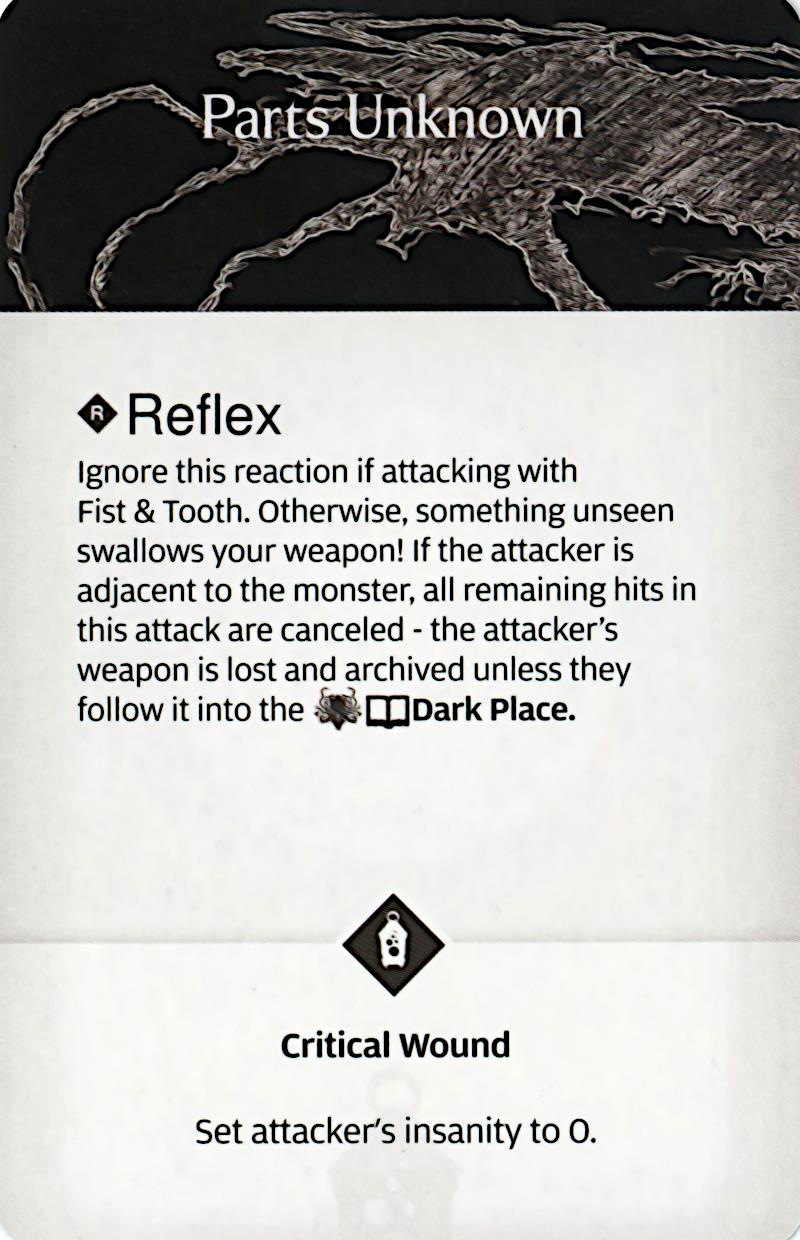 Parts Unknown
R Reflex
Ignore this reaction if attacking with
Fist & Tooth. Otherwise, something unseen
swallows your weapon! If the attacker is
adjacent to the monster, all remaining hits in
this attack are canceled - the attacker's
weapon is lost and archived unless they
follow it into the Dark Place.
Critical Wound
Set attacker's insanity to 0.